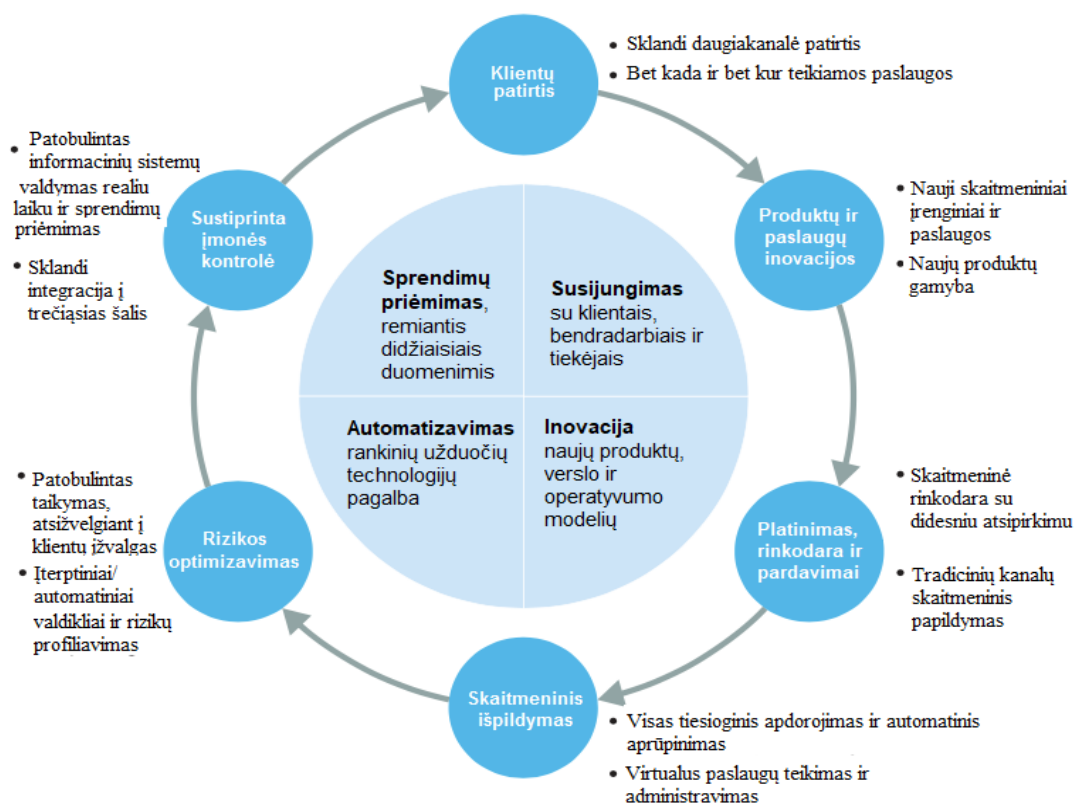 Klientų
patirtis
• Sklandi daugiakanalė patirtis
• Bet kada ir bet kur teikiamos paslaugos
Produktų ir
paslaugų
inovacijos
• Nauji skaitmeniniai
įrenginiai ir
paslaugos
• Naujų produktų
gamyba
Platinimas,
rinkodara ir
pardavimai
• Skaitmeninė
rinkodara su
didesniu atsipirkimu
• Tradicinių kanalų
skaitmeninis
papildymas
Skaitmeninis
išpildymas
• Visas tiesioginis apdorojimas ir automatinis
aprūpinimas
• Virtualus paslaugų teikimas ir
administravimas
Rizikos
optimizavimas
• Patobulintas
taikymas,
atsižvelgiant į
klientų įžvalgas
• Įterptiniai/
automatiniai
valdikliai ir rizikų
profiliavimas
Sustiprinta
įmonės
kontrolė
• Patobulintas
informacinių sistemų
valdymas realiu
laiku ir sprendimų
priėmimas
• Sklandi
integracija į
trečiąsias šalis
Sprendimų
priėmimas,
remiantis
didžiaisiais
duomenimis
Susijungimas
su klientais,
bendradarbiais ir
tiekėjais
Automatizavimas
rankinių užduočių
technologijų
pagalba
Inovacija
naujų produktų,
verslo ir
operatyvumo
modelių